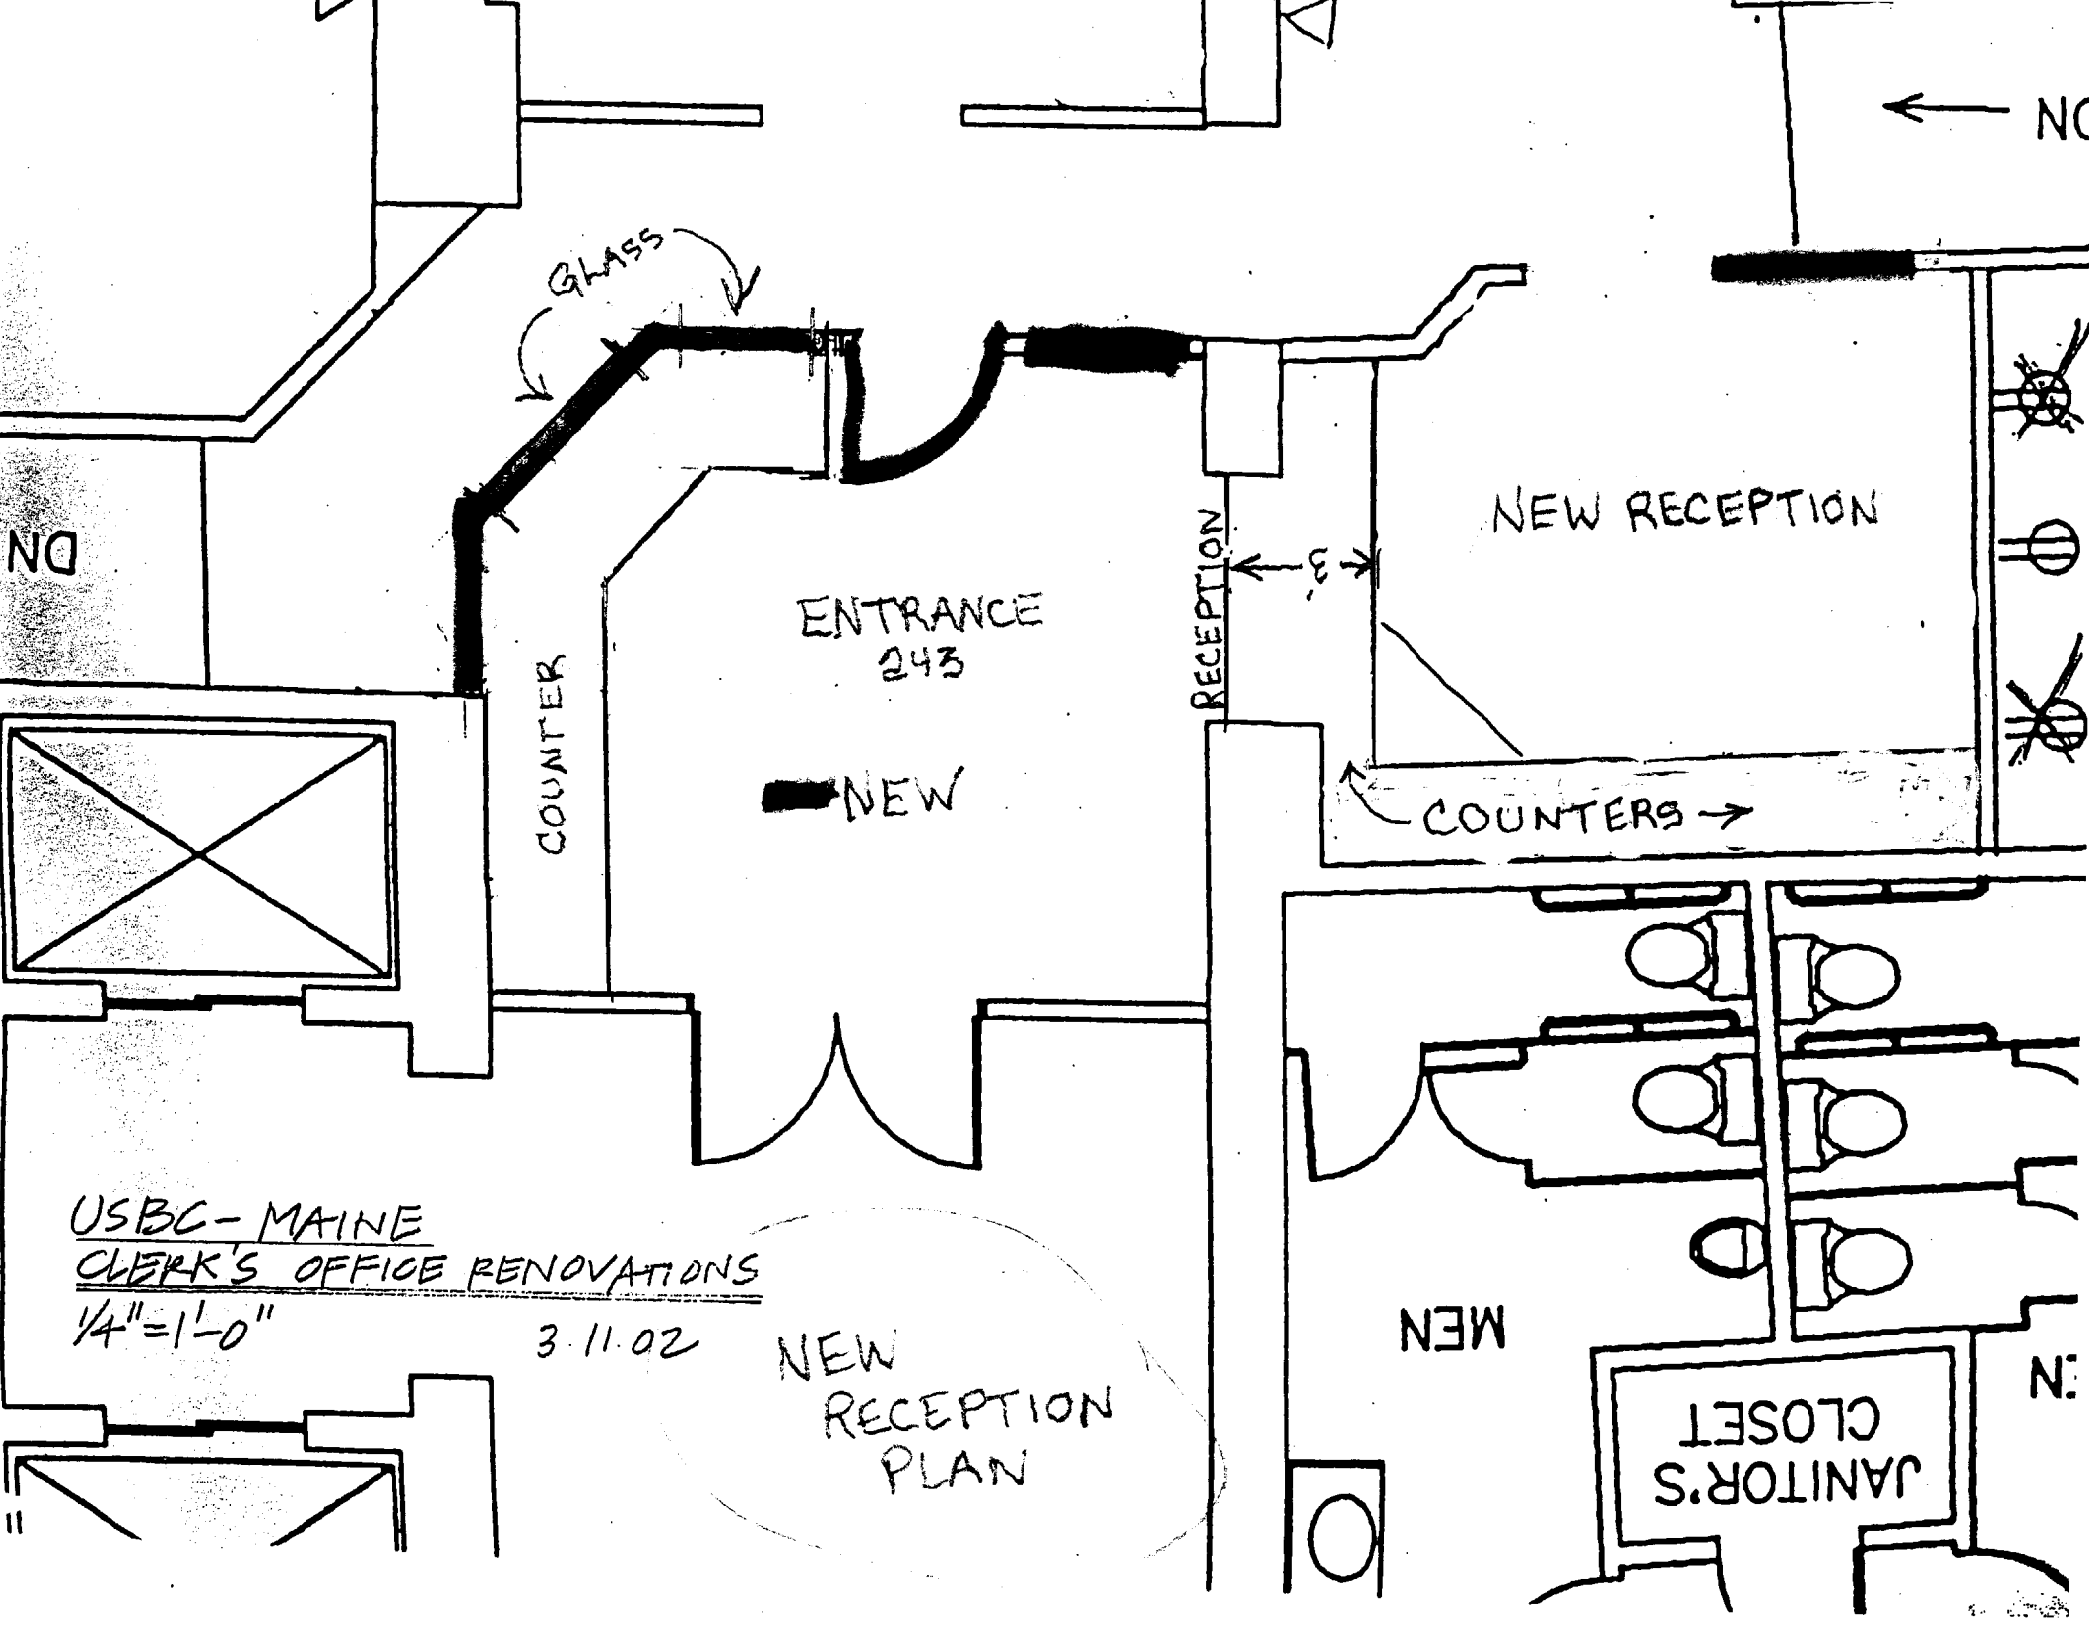 GLASS
NEW RECEPTION
DN
ENTRANCE
243
RECEPTION
3'
COUNTER
NEW
COUNTERS
USBC-MAINE
CLERK'S OFFICE RENOVATIONS
1/4"=1'-0"
3.11.02
NEW
RECEPTION
PLAN
MEN
JANITOR'S
CLOSET